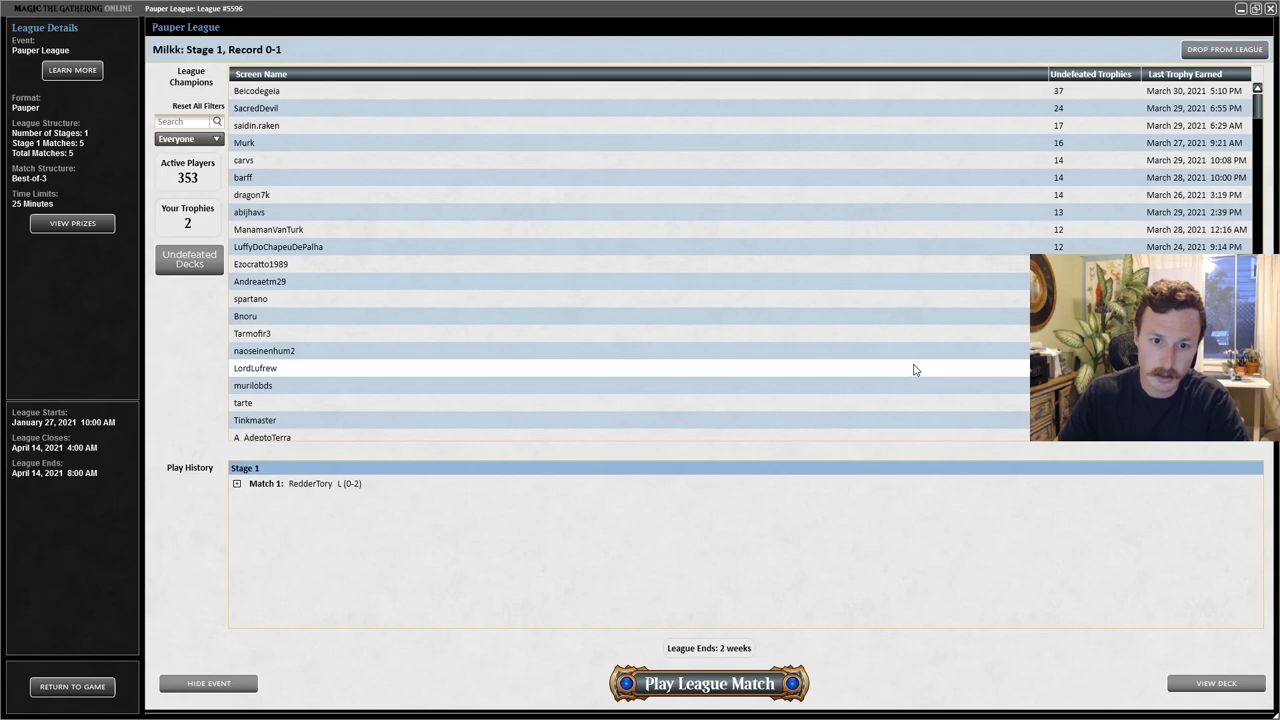 MAGIC THE GATHERING ONLINE
Pauper League: League #5596
League Details
Event:
Pauper League
LEARN MORE
Format:
Pauper
League Structure:
Number of Stages: 1
Stage 1 Matches: 5
Total Matches: 5
Match Structure:
Best-of-3
Time Limits:
25 Minutes
VIEW PRIZES
League Starts:
January 27, 2021 10:00 AM
League Closes:
April 14, 2021 4:00 AM
League Ends:
April 14, 2021 8:00 AM
RETURN TO GAME
Pauper League
Milkk: Stage 1, Record 0-1
DROP FROM LEAGUE
League
Champions
Reset All Filters
Search
Everyone
Active Players
353
Your Trophies
2
Undefeated
Decks
Screen Name Undefeated Trophies Last Trophy Earned
Beicodegeia 37 March 30, 2021 5:10 PM
SacredDevil 24 March 29, 2021 6:55 PM
saidin.raken 17 March 29, 2021 6:29 AM
Murk 16 March 27, 2021 9:21 AM
carvs 14 March 29, 2021 10:08 PM
barff 14 March 28, 2021 10:00 PM
dragon7k 14 March 26, 2021 3:19 PM
abijhavs 13 March 29, 2021 2:39 PM
ManamanVanTurk 12 March 28, 2021 12:16 AM
LuffyDoChapeuDePalha 12 March 24, 2021 9:14 PM
Ezocratto1989
Andreaetm29
spartano
Bnoru
Tarmofir3
naoseinenhum2
LordLufrew
murilobds
tarte
Tinkmaster
A_AdeptoTerra
Play History
Stage 1
Match 1: RedderTory L (0-2)
League Ends: 2 weeks
HIDE EVENT
Play League Match
VIEW DECK